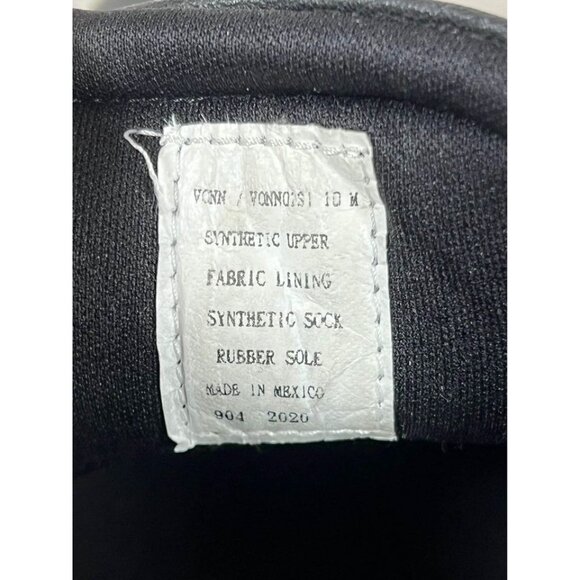 VONN / VONN02S1 10 M
SYNTHETIC UPPER
FABRIC LINING
SYNTHETIC SOCK
RUBBER SOLE
MADE IN MEXICO
904 2020